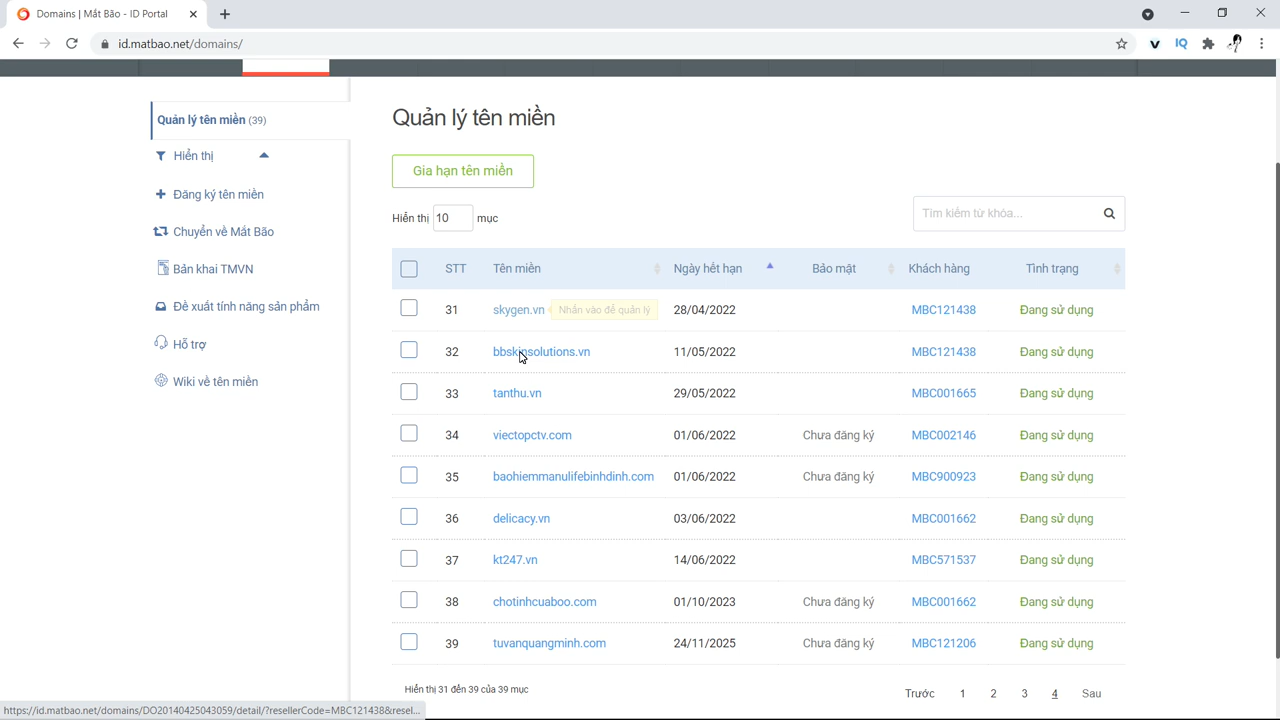 Domains | Mắt Bão - ID Portal
id.matbao.net/domains/
Quản lý tên miền (39)
Hiển thị
Đăng ký tên miền
Chuyển về Mắt Bão
Bản khai TMVN
Đề xuất tính năng sản phẩm
Hỗ trợ
Wiki về tên miền
Quản lý tên miền
Gia hạn tên miền
Hiển thị 10 mục
Tìm kiếm từ khóa...
STT Tên miền Ngày hết hạn Bảo mật Khách hàng Tình trạng
31 skygen.vn Nhấn vào để quản lý 28/04/2022 MBC121438 Đang sử dụng
32 bbskinsolutions.vn 11/05/2022 MBC121438 Đang sử dụng
33 tanthu.vn 29/05/2022 MBC001665 Đang sử dụng
34 viectopctv.com 01/06/2022 Chưa đăng ký MBC002146 Đang sử dụng
35 baohiemmanulifebinhdinh.com 01/06/2022 Chưa đăng ký MBC900923 Đang sử dụng
36 delicacy.vn 03/06/2022 MBC001662 Đang sử dụng
37 kt247.vn 14/06/2022 MBC571537 Đang sử dụng
38 chotinhcuaboo.com 01/10/2023 Chưa đăng ký MBC001662 Đang sử dụng
39 tuvanquangminh.com 24/11/2025 Chưa đăng ký MBC121206 Đang sử dụng
Hiển thị 31 đến 39 của 39 mục
Trước 1 2 3 4 Sau
https://id.matbao.net/domains/DO20140425043059/detail/?resellerCode=MBC121438&resel...